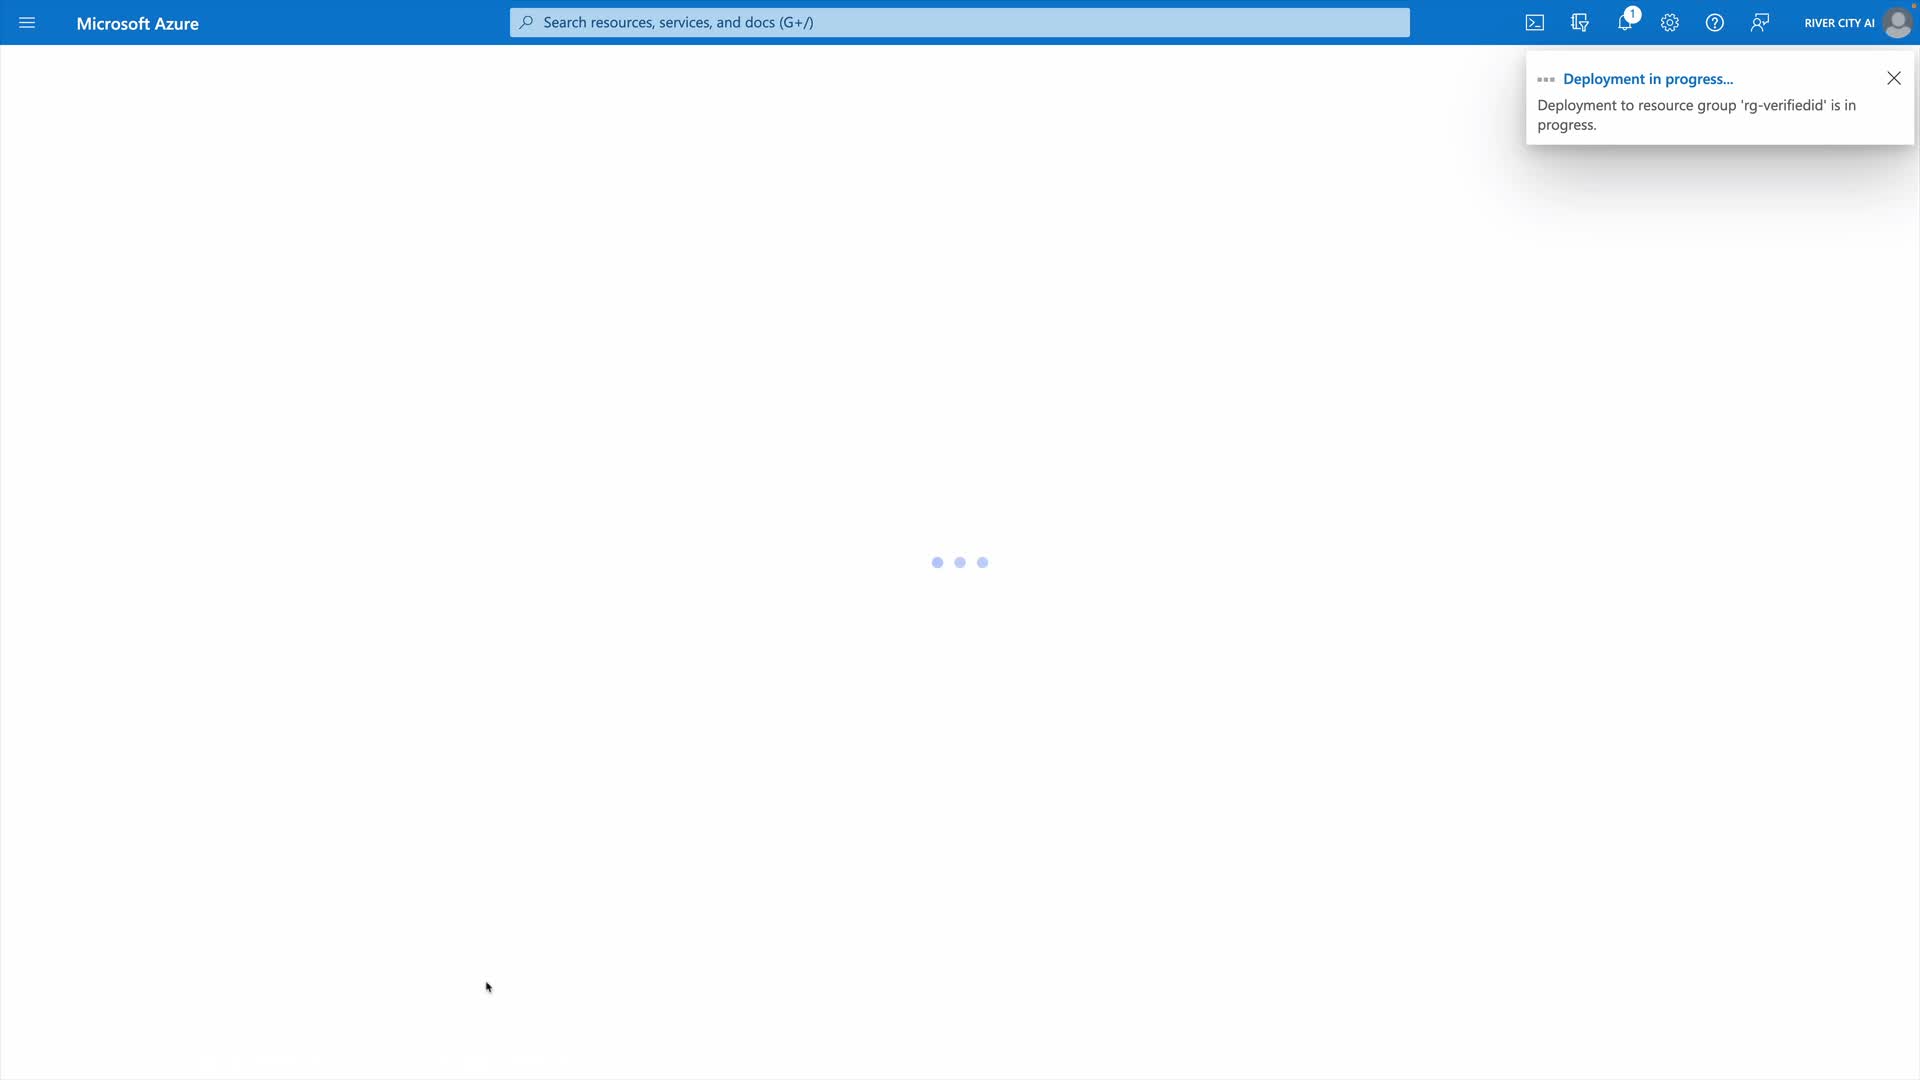 Microsoft Azure
Search resources, services, and docs (G+/)
1
RIVER CITY AI
Deployment in progress...
Deployment to resource group 'rg-verifiedid' is in
progress.